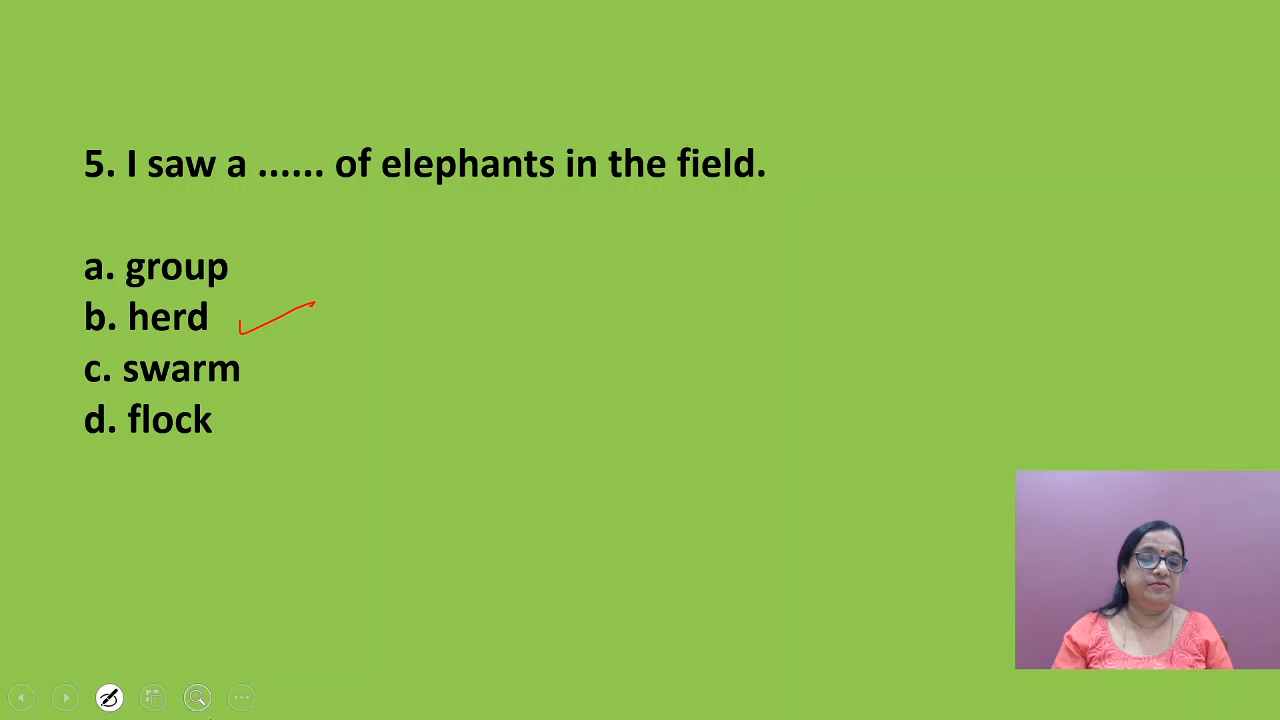 5. I saw a ...... of elephants in the field.
a. group
b. herd
c. swarm
d. flock